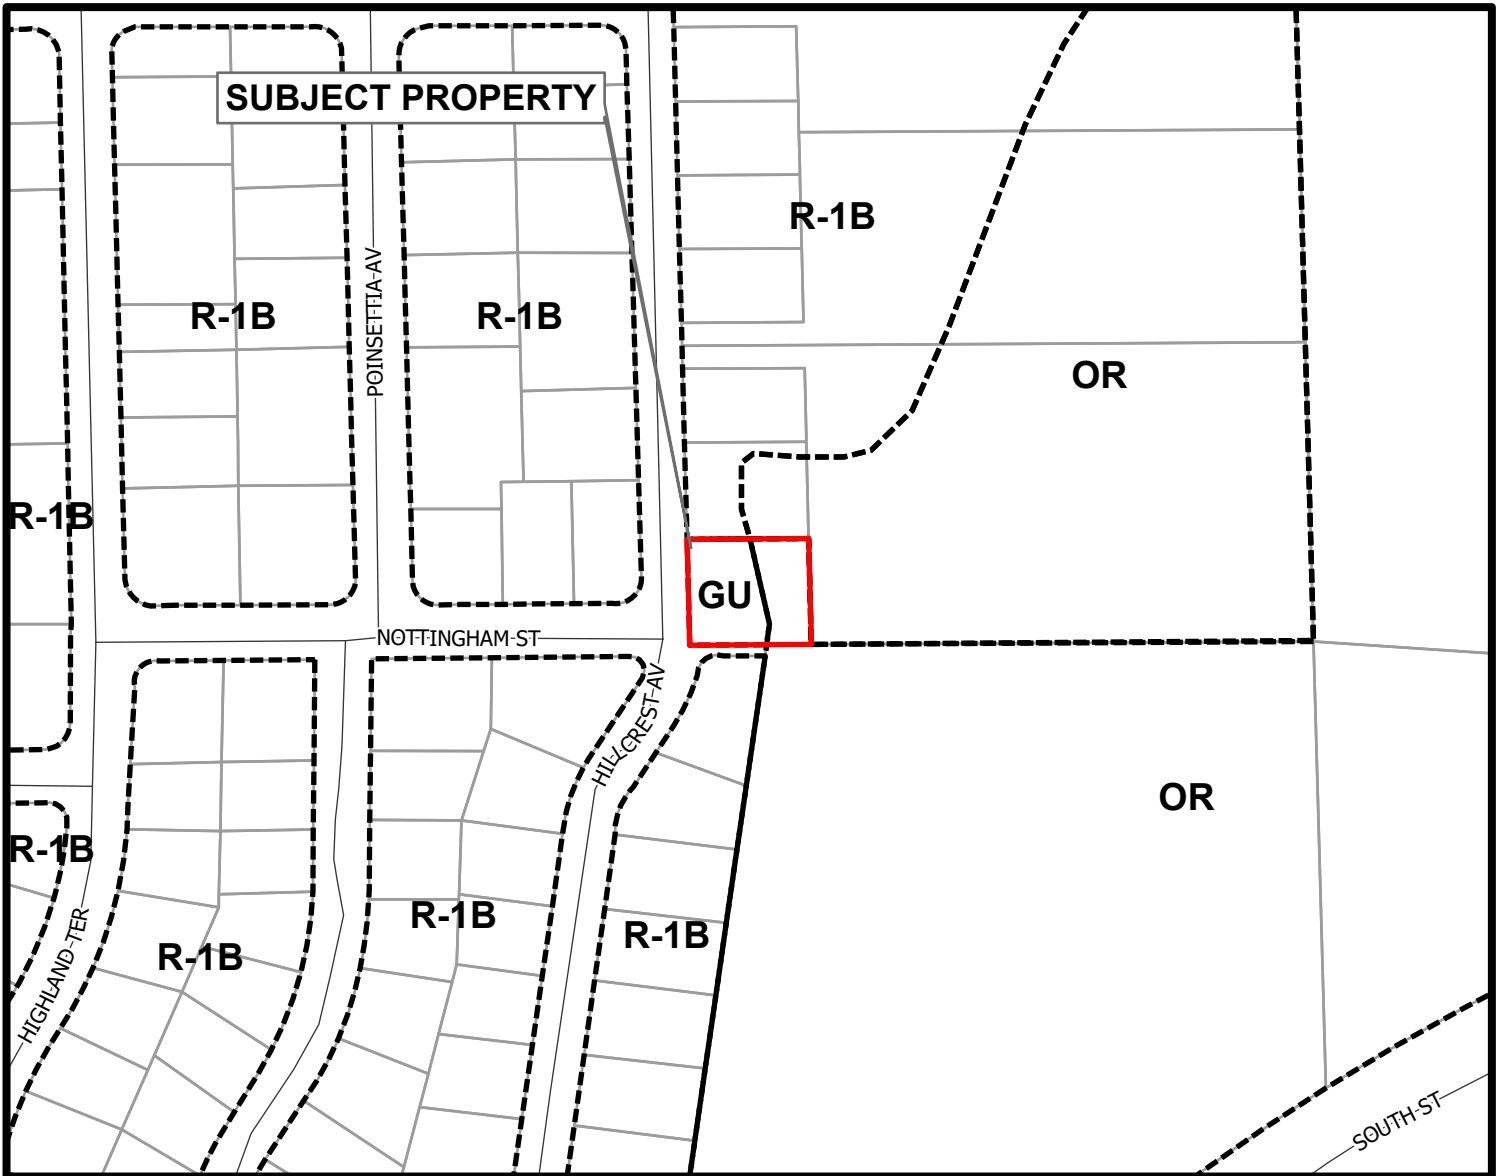 SUBJECT PROPERTY
R-1B
POINSETTIA AV
R-1B
R-1B
OR
R-1B
GU
NOTTINGHAM ST
HILLCREST AV
OR
R-1B
R-1B
R-1B
R-1B
HIGHLAND TER
SOUTH ST